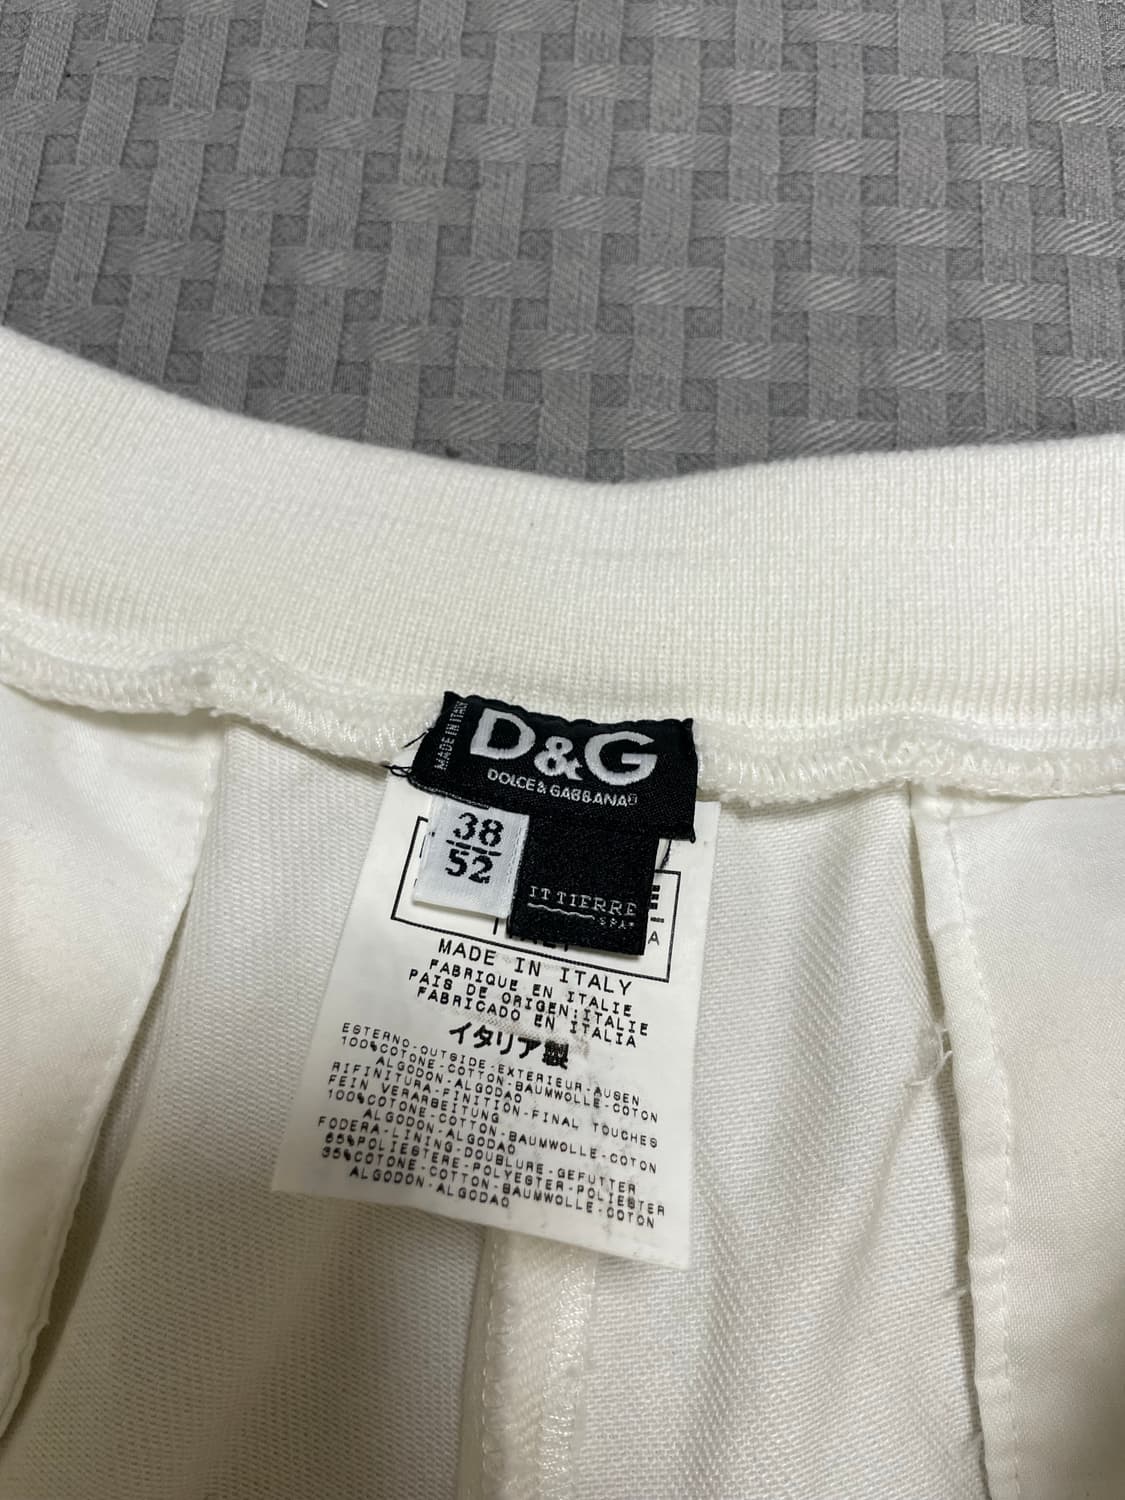 MADE IN ITALY
D&G
DOLCE & GABBANA®
38
52
IT TIERRE
SPA
MADE IN ITALY
FABRIQUE EN ITALIE
PAIS DE ORIGEN:ITALIE
FABRICADO EN ITALIA
イタリア製
ESTERNO-OUTSIDE-EXTERIEUR-AUSEN
100%COTONE-COTTON-BAUMWOLLE-COTON
ALGODON-ALGODAO
RIFINITURA-FINITION-FINAL TOUCHES
FEIN VERARBEITUNG
100%COTONE-COTTON-BAUMWOLLE-COTON
ALGODON-ALGODAO
FODERA-LINING-DOUBLURE-GEFUTTER
65%POLIESTERE-POLYESTER-POLIESTER
35%COTONE-COTTON-BAUMWOLLE-COTON
ALGODON-ALGODAO